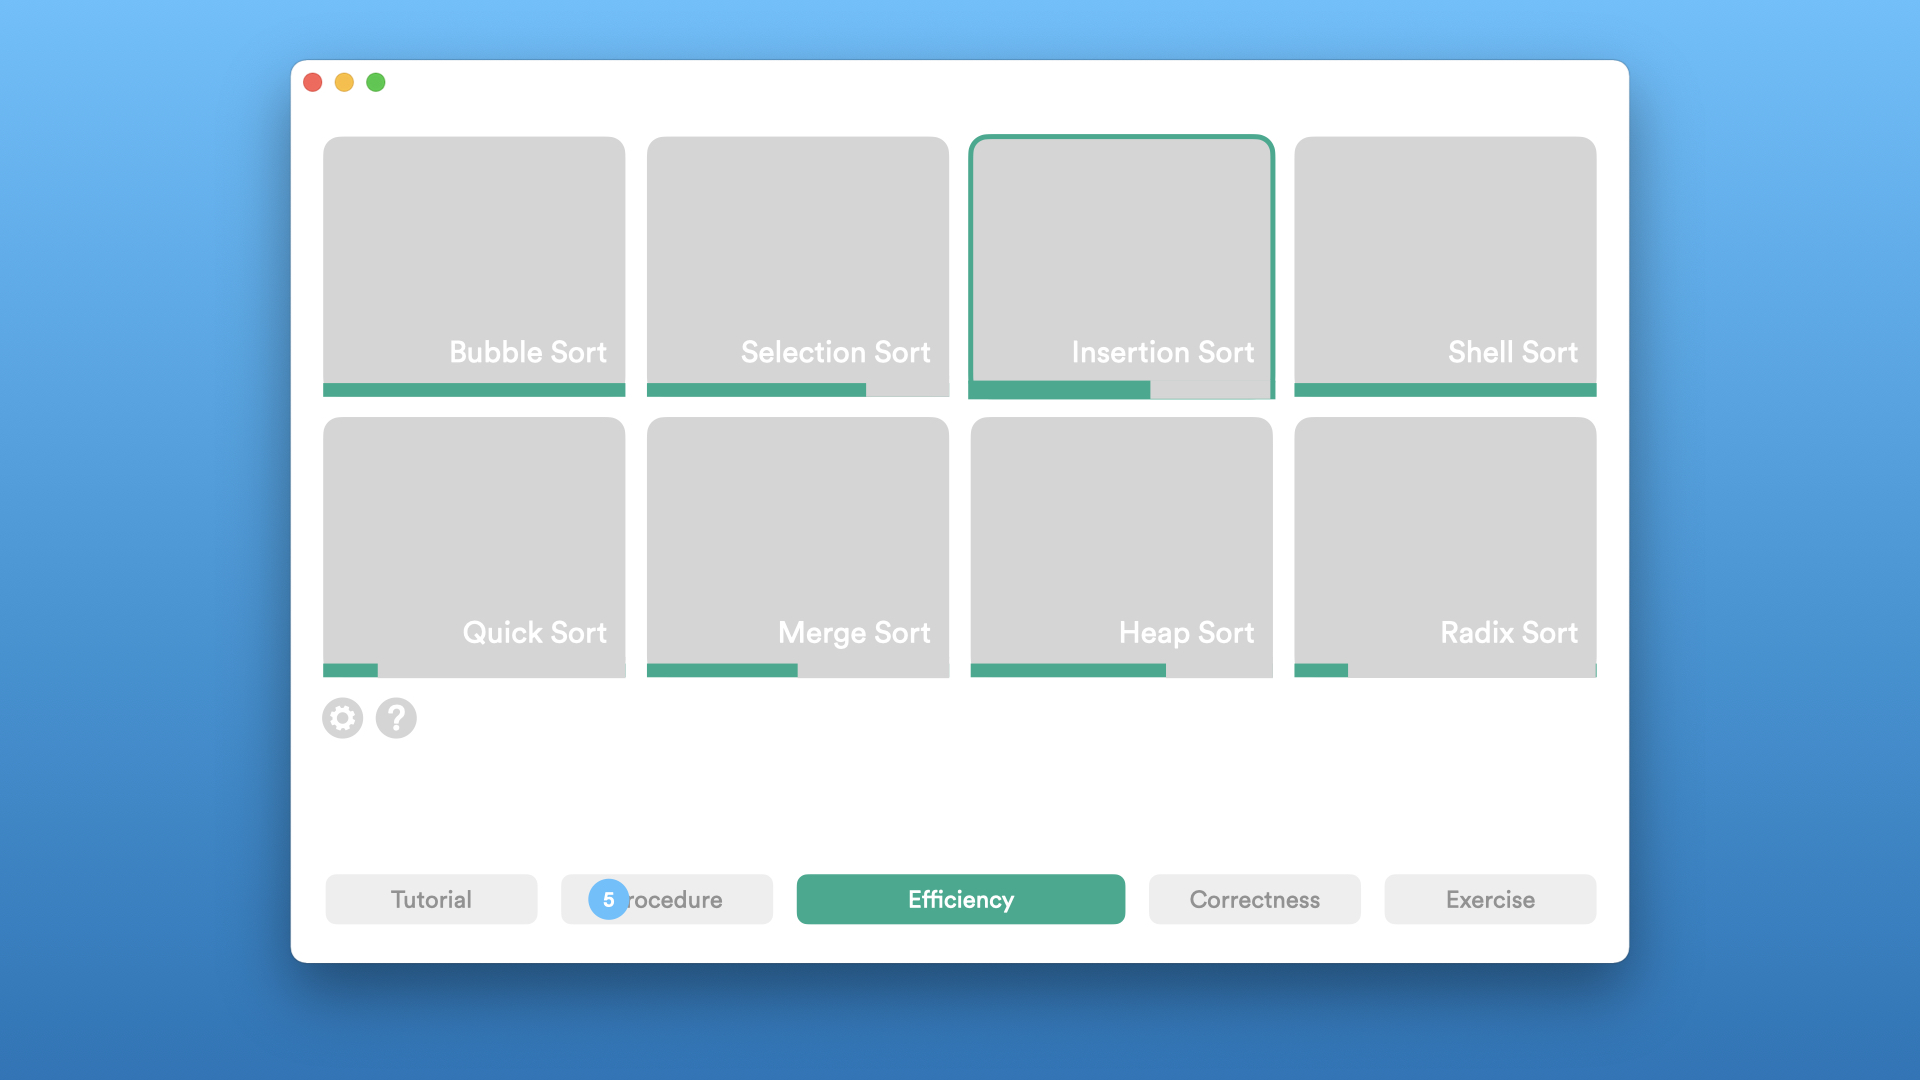 Bubble Sort
Selection Sort
Insertion Sort
Shell Sort
Quick Sort
Merge Sort
Heap Sort
Radix Sort
?
Tutorial
5 rocedure
Efficiency
Correctness
Exercise